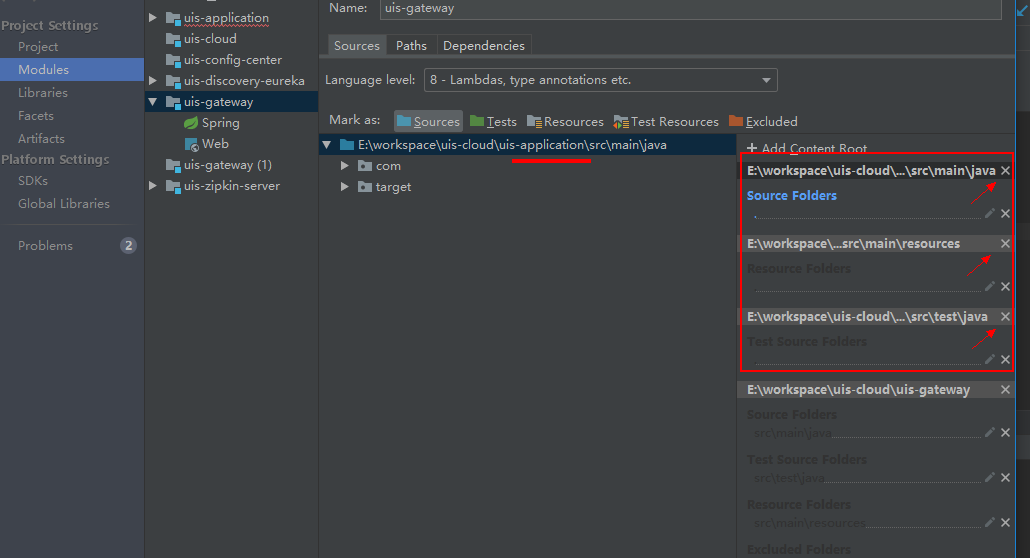 Project Settings
Project
Modules
Libraries
Facets
Artifacts
Platform Settings
SDKs
Global Libraries
Problems 2
uis-application
uis-cloud
uis-config-center
uis-discovery-eureka
uis-gateway
Spring
Web
uis-gateway (1)
uis-zipkin-server
Name: uis-gateway
Sources Paths Dependencies
Language level: 8 - Lambdas, type annotations etc.
Mark as: Sources Tests Resources Test Resources Excluded
E:\workspace\uis-cloud\uis-application\src\main\java
com
target
+ Add Content Root
E:\workspace\uis-cloud\...\src\main\java
Source Folders
.
E:\workspace\...src\main\resources
Resource Folders
E:\workspace\uis-cloud\...\src\test\java
Test Source Folders
E:\workspace\uis-cloud\uis-gateway
Source Folders
src\main\java
Test Source Folders
src\test\java
Resource Folders
src\main\resources
Excluded Folders